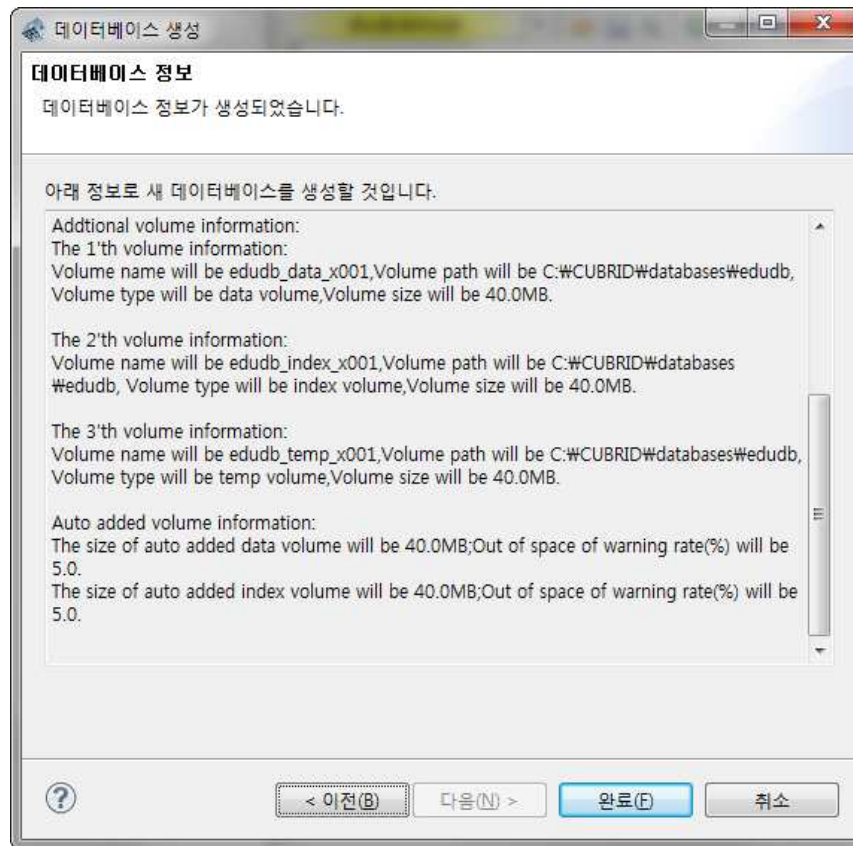 데이터베이스 생성
데이터베이스 정보
데이터베이스 정보가 생성되었습니다.
아래 정보로 새 데이터베이스를 생성할 것입니다.
Addtional volume information:
The 1'th volume information:
Volume name will be edudb_data_x001,Volume path will be C:₩CUBRID₩databases₩edudb,
Volume type will be data volume,Volume size will be 40.0MB.
The 2'th volume information:
Volume name will be edudb_index_x001,Volume path will be C:₩CUBRID₩databases
₩edudb, Volume type will be index volume,Volume size will be 40.0MB.
The 3'th volume information:
Volume name will be edudb_temp_x001,Volume path will be C:₩CUBRID₩databases₩edudb,
Volume type will be temp volume,Volume size will be 40.0MB.
Auto added volume information:
The size of auto added data volume will be 40.0MB;Out of space of warning rate(%) will be
5.0.
The size of auto added index volume will be 40.0MB;Out of space of warning rate(%) will be
5.0.
< 이전(B) 다음(N) > 완료(F) 취소